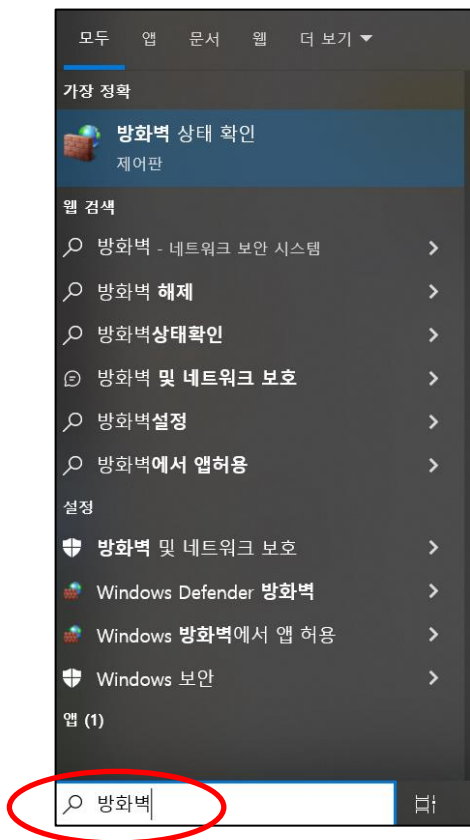 모두 앱 문서 웹 더 보기
가장 정확
방화벽 상태 확인
제어판
웹 검색
방화벽 - 네트워크 보안 시스템
방화벽 해제
방화벽상태확인
방화벽 및 네트워크 보호
방화벽설정
방화벽에서 앱허용
설정
방화벽 및 네트워크 보호
Windows Defender 방화벽
Windows 방화벽에서 앱 허용
Windows 보안
앱 (1)
방화벽